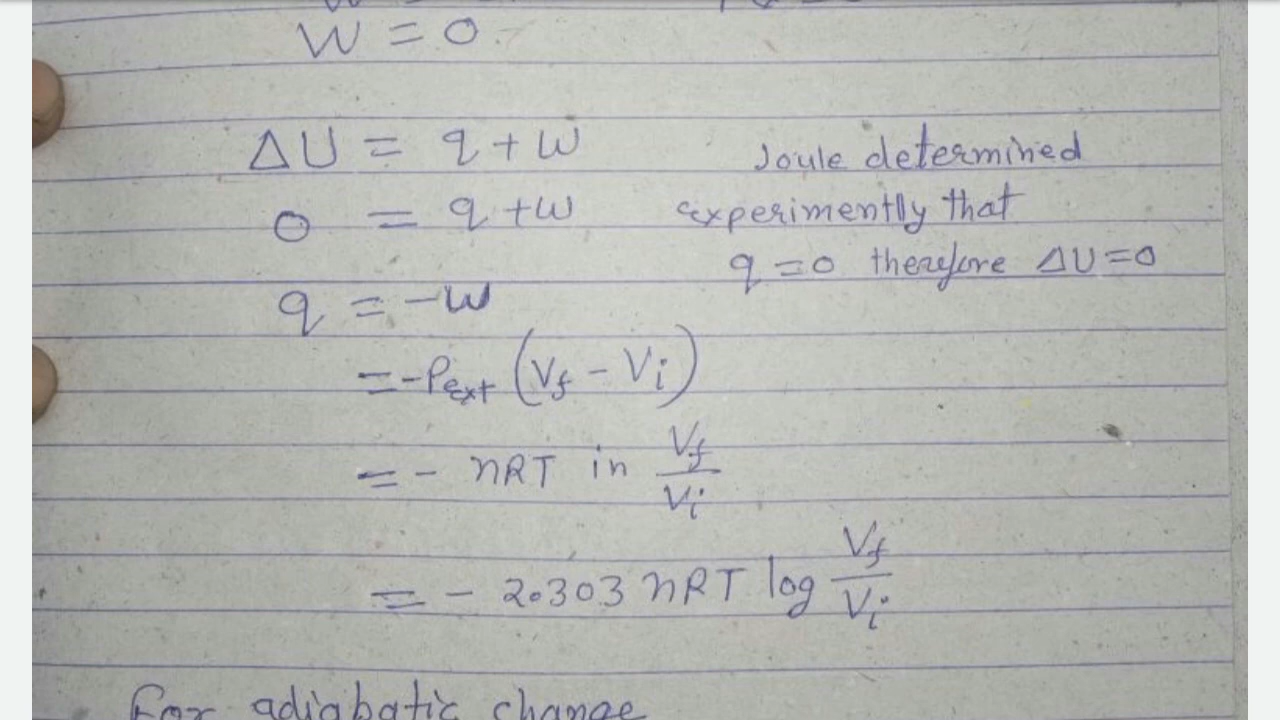 W = 0
ΔU = q + w
Joule determined
0 = q + w
experimently that
q = 0 therefore ΔU = 0
q = - w
= - Pext (Vf - Vi)
= - nRT in Vf/Vi
= - 2.303 nRT log Vf/Vi
For adiabatic change